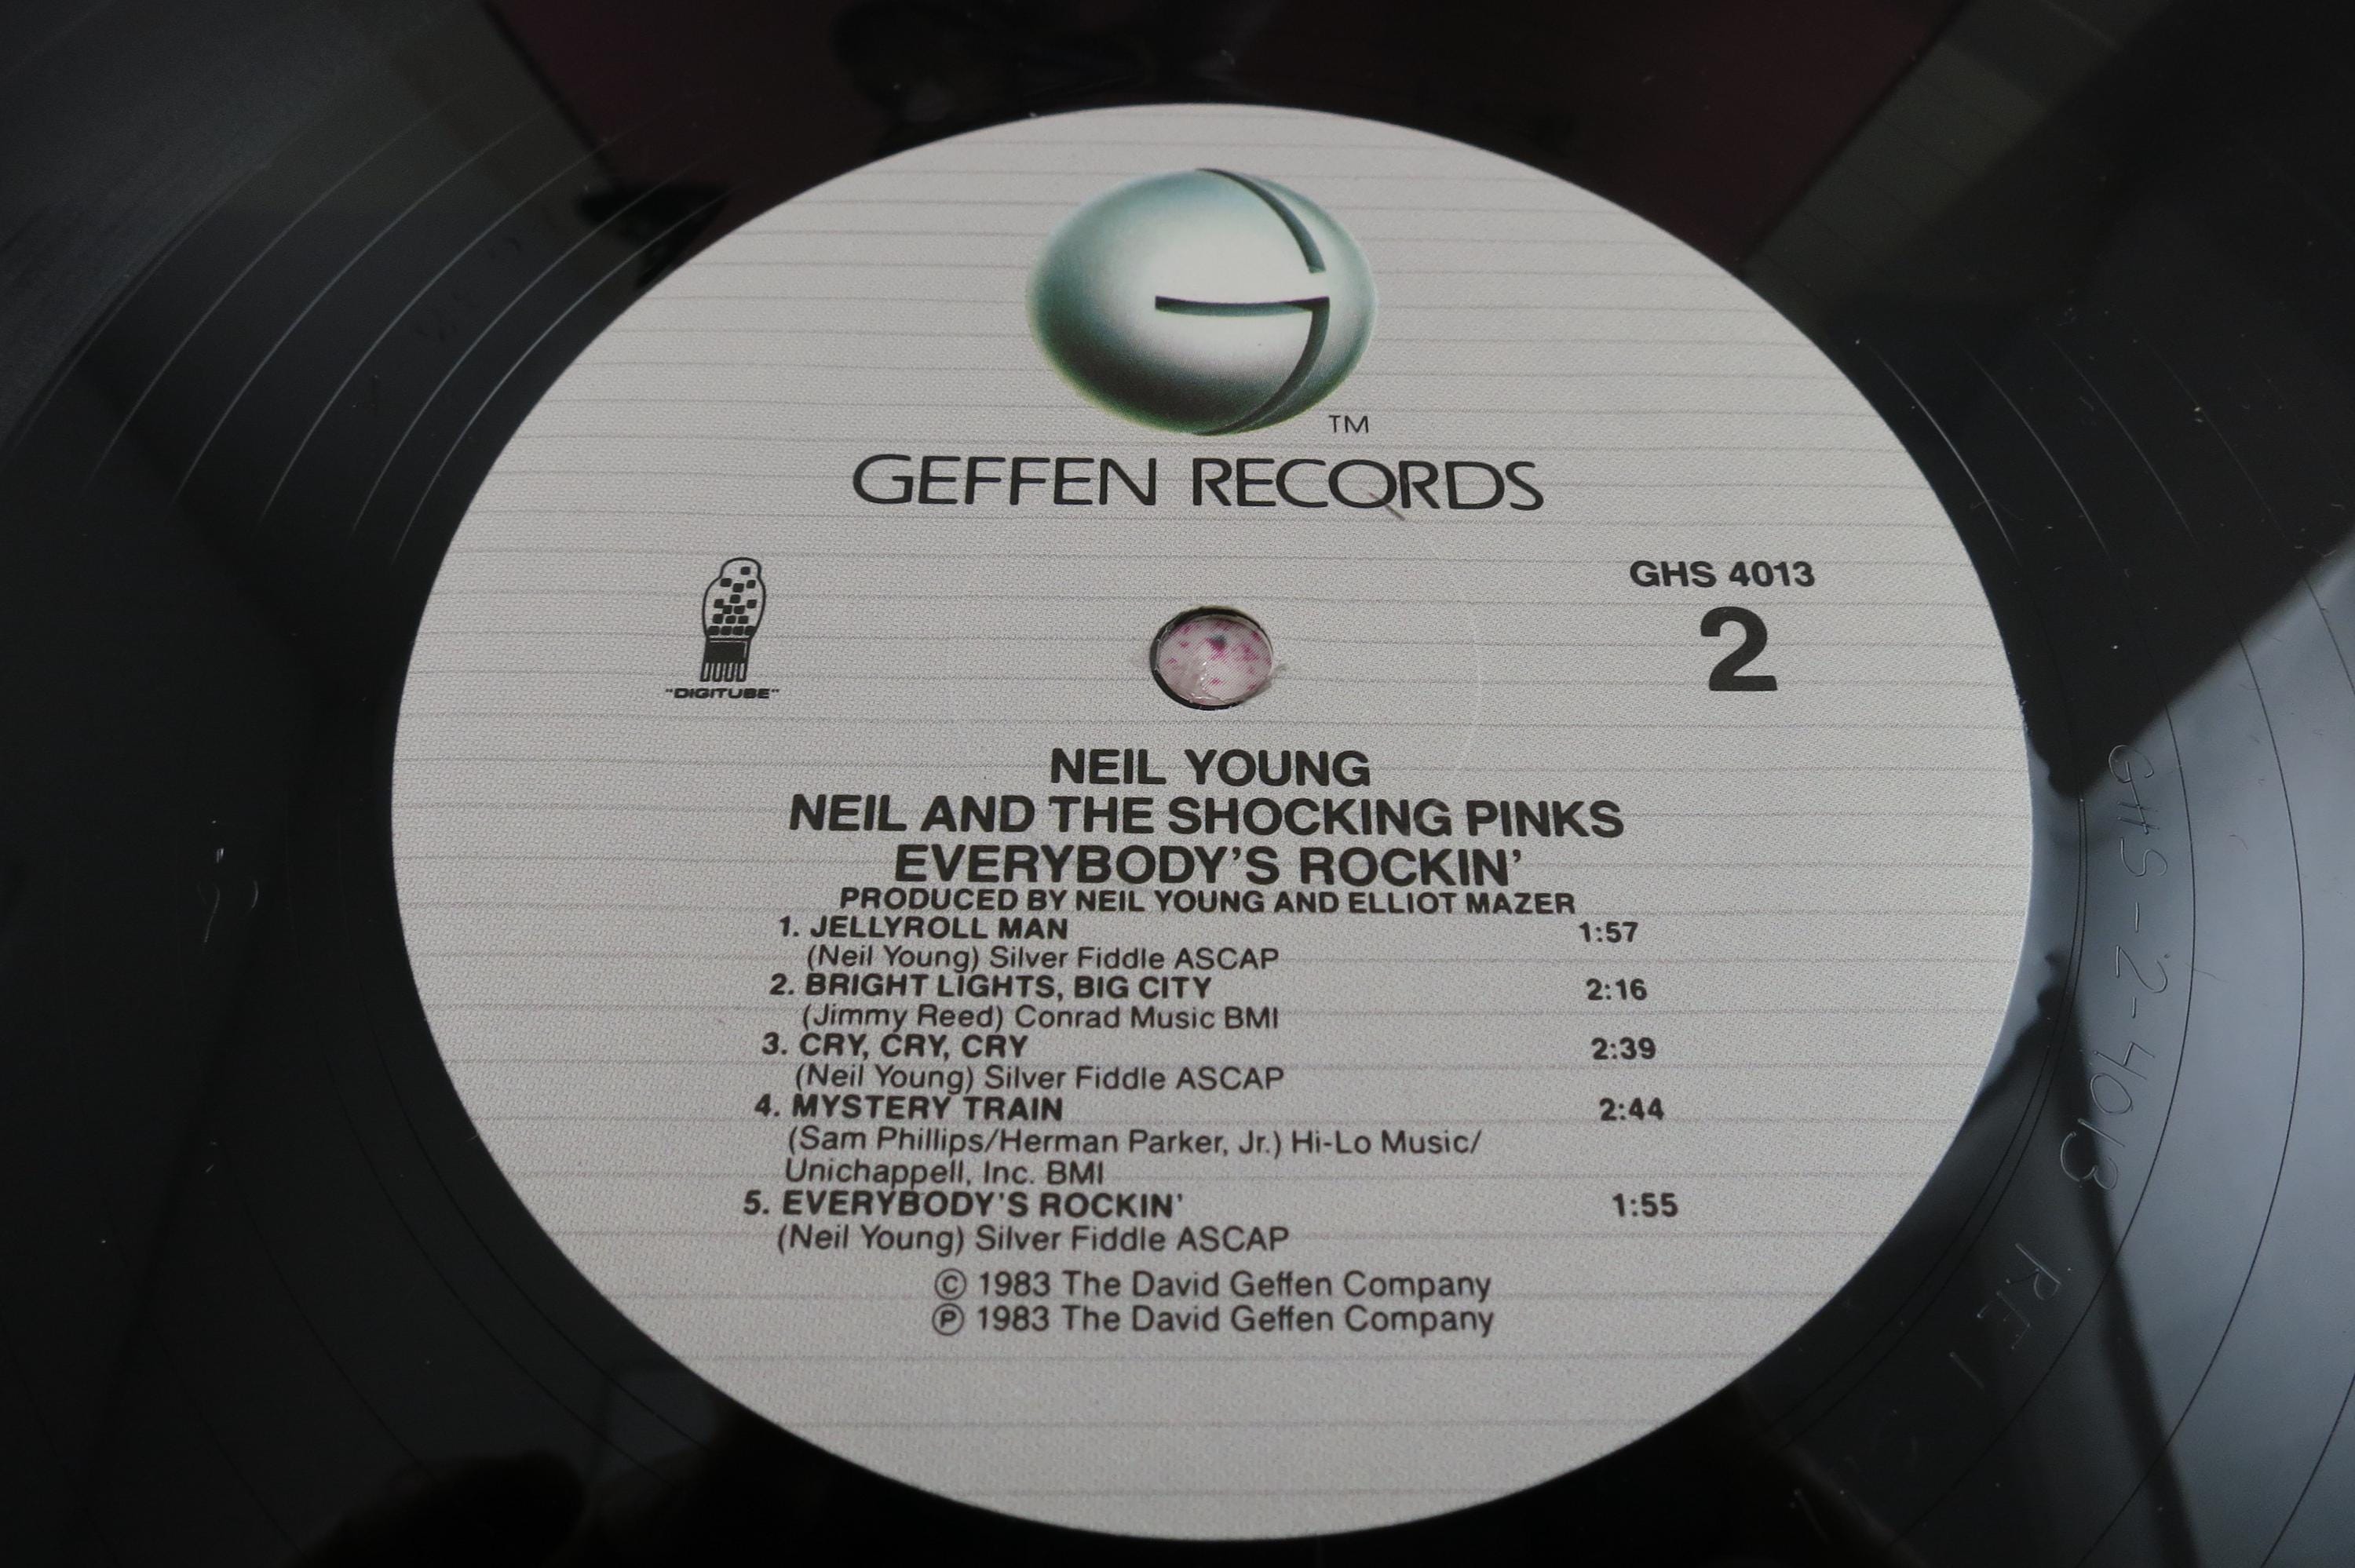 TM
GEFFEN RECORDS
GHS 4013
2
"DIGITUBE"
NEIL YOUNG
NEIL AND THE SHOCKING PINKS
EVERYBODY'S ROCKIN'
PRODUCED BY NEIL YOUNG AND ELLIOT MAZER
1. JELLYROLL MAN 1:57
(Neil Young) Silver Fiddle ASCAP
2. BRIGHT LIGHTS, BIG CITY 2:16
(Jimmy Reed) Conrad Music BMI
3. CRY, CRY, CRY 2:39
(Neil Young) Silver Fiddle ASCAP
4. MYSTERY TRAIN 2:44
(Sam Phillips/Herman Parker, Jr.) Hi-Lo Music/
Unichappell, Inc. BMI
5. EVERYBODY'S ROCKIN' 1:55
(Neil Young) Silver Fiddle ASCAP
© 1983 The David Geffen Company
℗ 1983 The David Geffen Company
GHS-2-4013 RE1